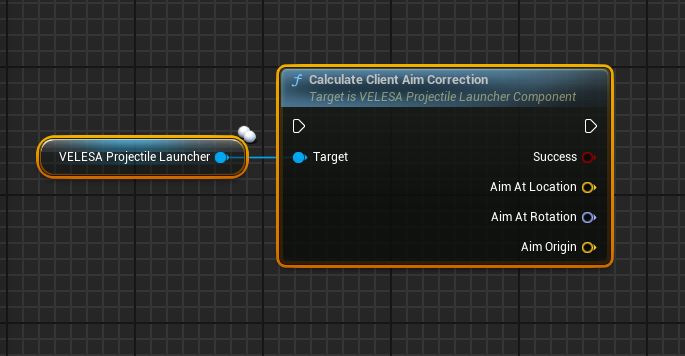 Calculate Client Aim Correction
Target is VELESA Projectile Launcher Component
VELESA Projectile Launcher
Target
Success
Aim At Location
Aim At Rotation
Aim Origin